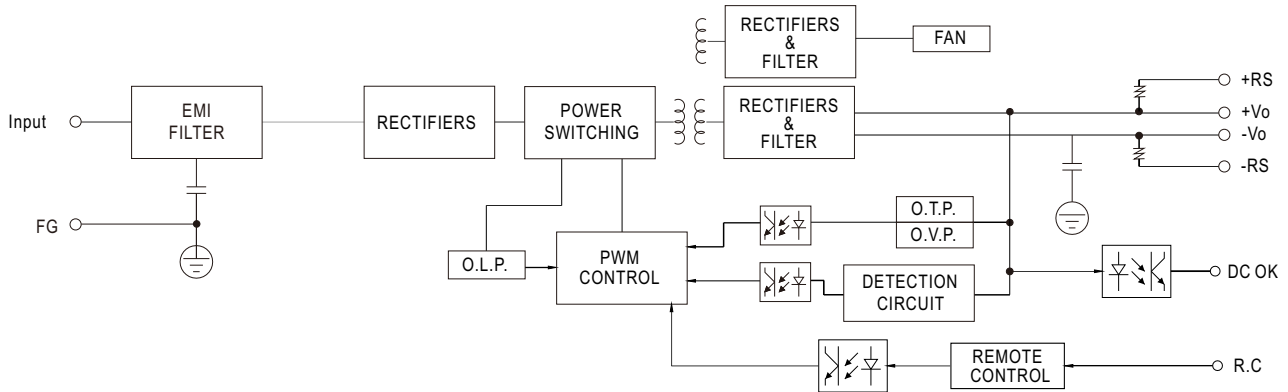 RECTIFIERS
&
FILTER
FAN
Input
EMI
FILTER
RECTIFIERS
POWER
SWITCHING
RECTIFIERS
&
FILTER
+RS
+Vo
-Vo
-RS
FG
O.L.P.
PWM
CONTROL
O.T.P.
O.V.P.
DETECTION
CIRCUIT
DC OK
REMOTE
CONTROL
R.C